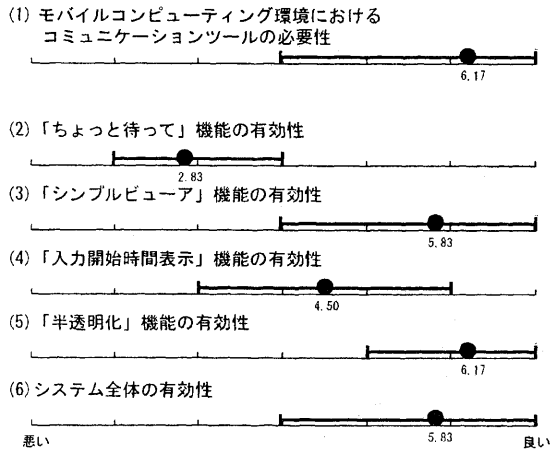 (1) モバイルコンピューティング環境における
コミュニケーションツールの必要性
6.17
(2)「ちょっと待って」機能の有効性
2.83
(3)「シンプルビューア」機能の有効性
5.83
(4)「入力開始時間表示」機能の有効性
4.50
(5)「半透明化」機能の有効性
6.17
(6)システム全体の有効性
5.83
悪い 良い